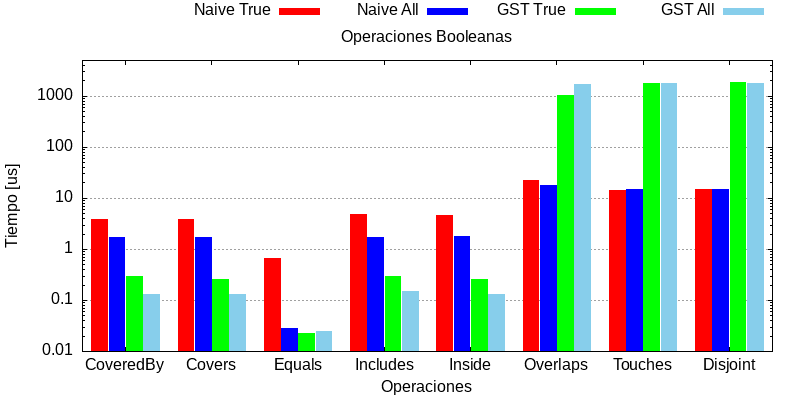 Naive True Naive All GST True GST All
Operaciones Booleanas
Tiempo [us]
1000
100
10
1
0.1
0.01
CoveredBy Covers Equals Includes Inside Overlaps Touches Disjoint
Operaciones